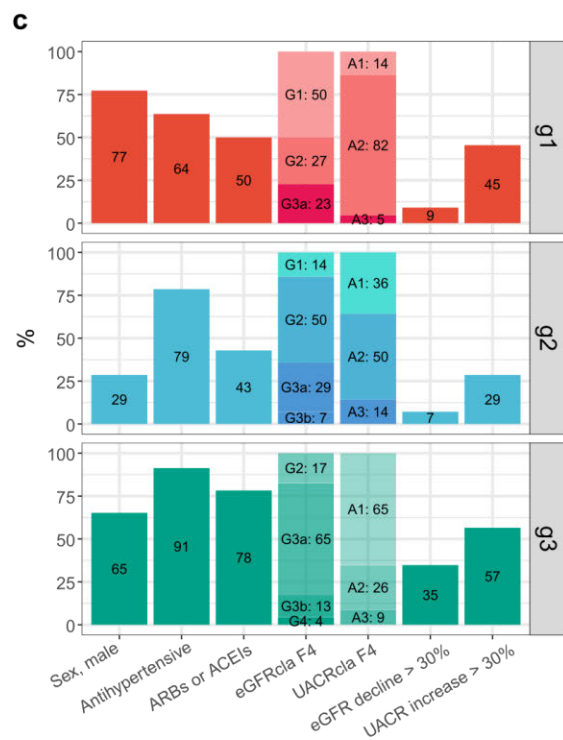 c
100
75
50
25
0
77
64
50
G1: 50
G2: 27
G3a: 23
A1: 14
A2: 82
A3: 5
9
45
g1
100
75
50
25
0
29
79
43
G1: 14
G2: 50
G3a: 29
G3b: 7
A1: 36
A2: 50
A3: 14
7
29
g2
%
100
75
50
25
0
65
91
78
G2: 17
G3a: 65
G3b: 13
G4: 4
A1: 65
A2: 26
A3: 9
35
57
g3
Sex, male
Antihypertensive
ARBs or ACEIs
eGFRcla F4
UACRcla F4
eGFR decline > 30%
UACR increase > 30%